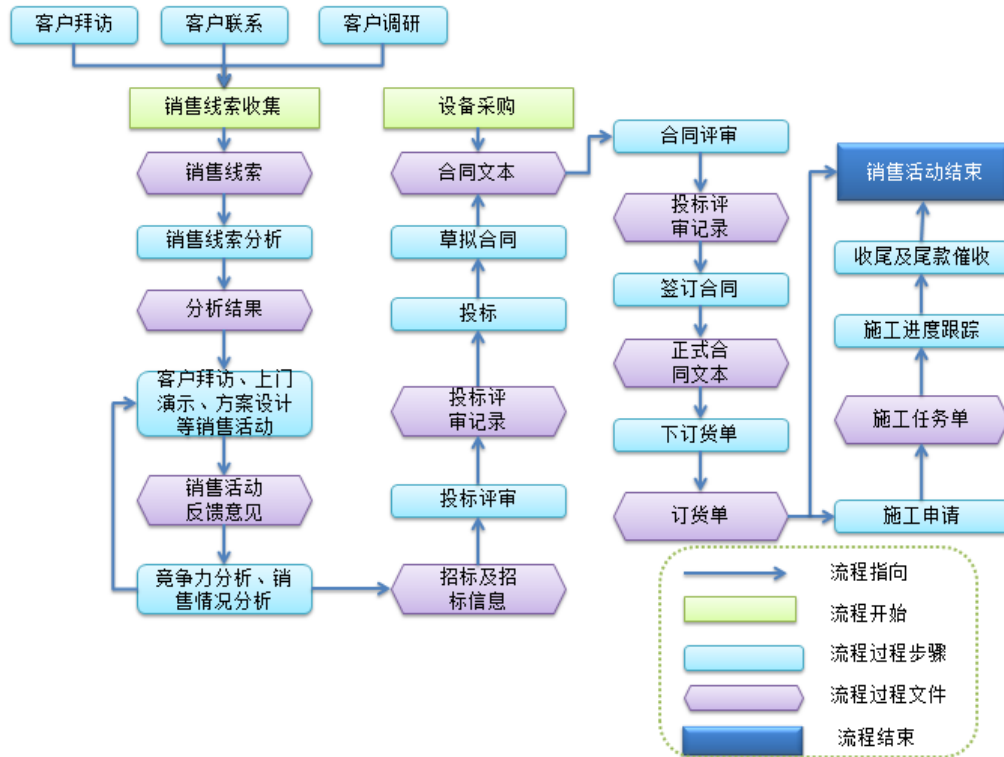 客户拜访
客户联系
客户调研
销售线索收集
销售线索
销售线索分析
分析结果
客户拜访、上门
演示、方案设计
等销售活动
销售活动
反馈意见
竞争力分析、销
售情况分析
设备采购
合同文本
草拟合同
投标
投标评
审记录
投标评审
招标及招
标信息
合同评审
投标评
审记录
签订合同
正式合
同文本
下订货单
订货单
销售活动结束
收尾及尾款催收
施工进度跟踪
施工任务单
施工申请
流程指向
流程开始
流程过程步骤
流程过程文件
流程结束